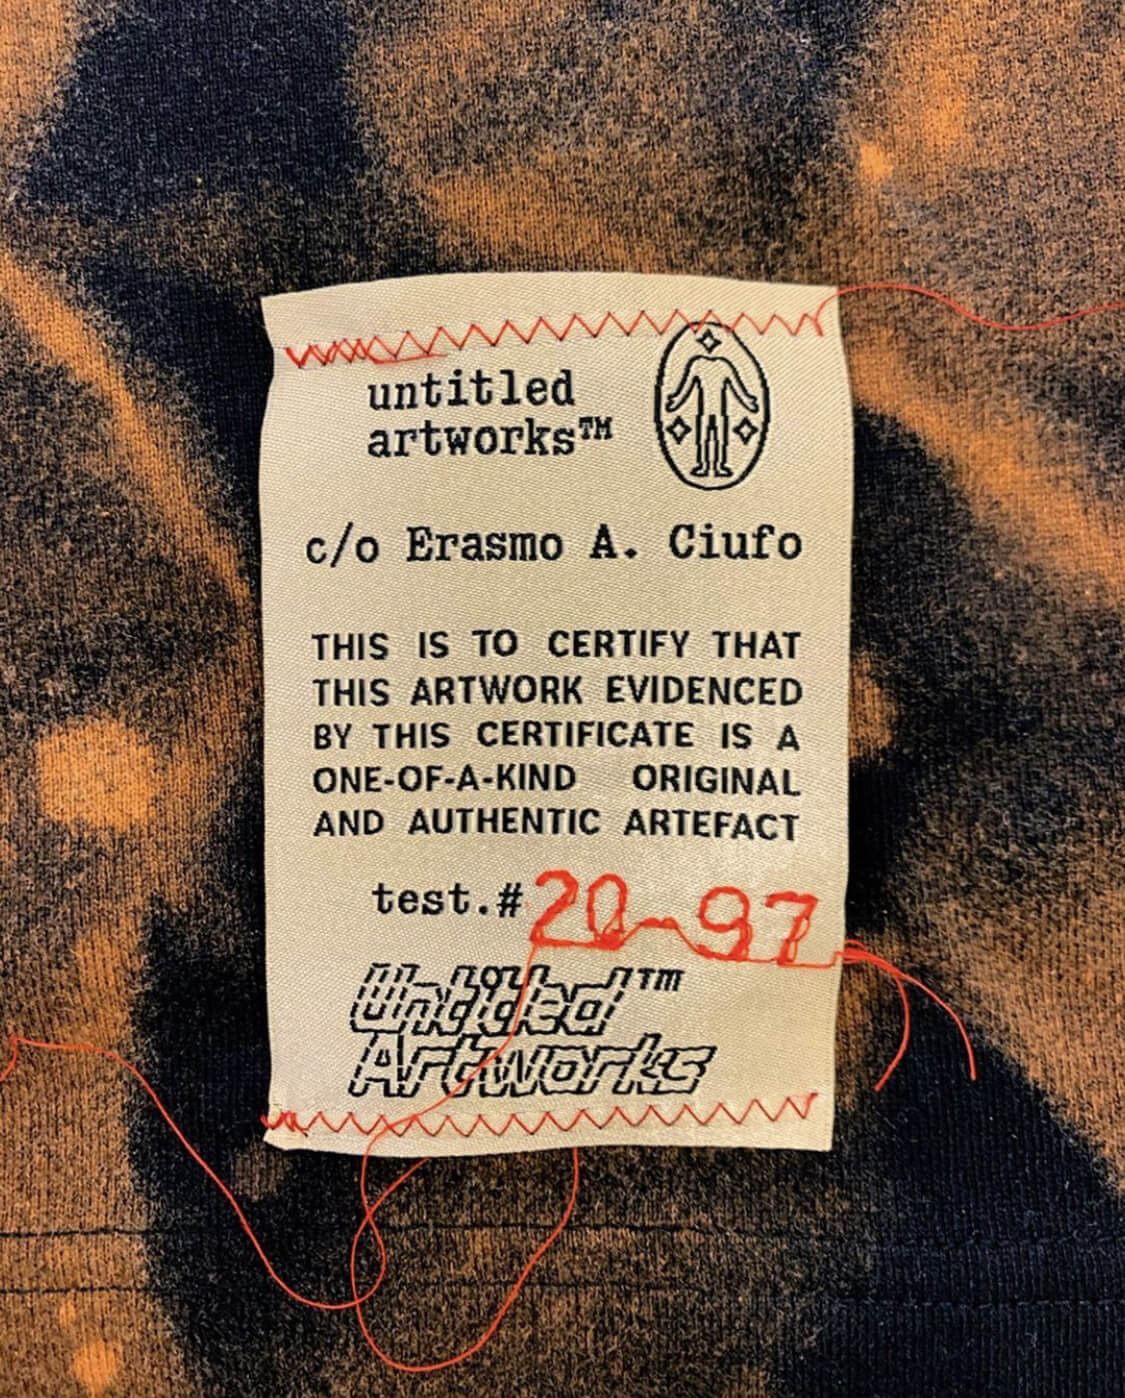 untitled
artworks™
c/o Erasmo A. Ciufo
THIS IS TO CERTIFY THAT
THIS ARTWORK EVIDENCED
BY THIS CERTIFICATE IS A
ONE-OF-A-KIND ORIGINAL
AND AUTHENTIC ARTEFACT
test.# 20-97
Untitled™
Artworks